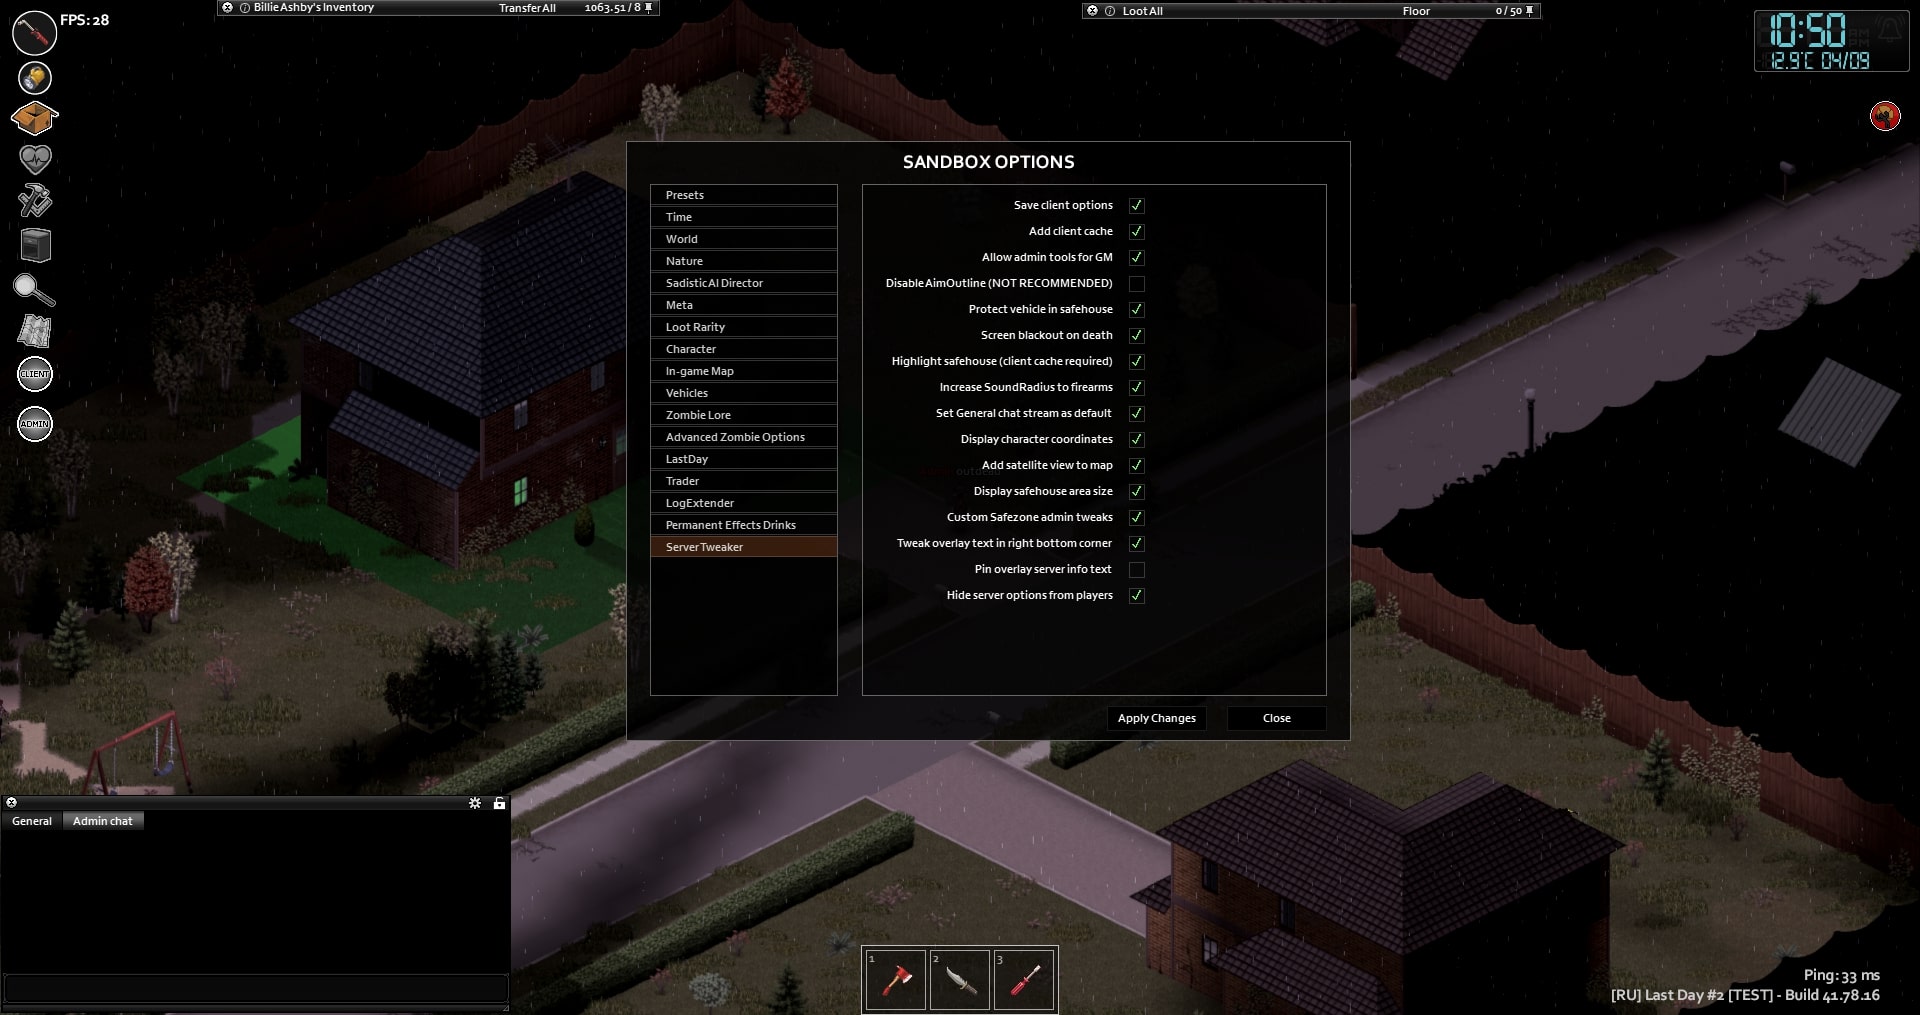 FPS: 28
Billie Ashby's Inventory Transfer All 1063.51 / 8
Loot All Floor 0 / 50
10:50 AM PM
12.9°C 04/09
SANDBOX OPTIONS
Presets
Time
World
Nature
Sadistic AI Director
Meta
Loot Rarity
Character
In-game Map
Vehicles
Zombie Lore
Advanced Zombie Options
LastDay
Trader
LogExtender
Permanent Effects Drinks
ServerTweaker
Save client options
Add client cache
Allow admin tools for GM
DisableAimOutline (NOT RECOMMENDED)
Protect vehicle in safehouse
Screen blackout on death
Highlight safehouse (client cache required)
Increase SoundRadius to firearms
Set General chat stream as default
Display character coordinates
Add satellite view to map
Display safehouse area size
Custom Safezone admin tweaks
Tweak overlay text in right bottom corner
Pin overlay server info text
Hide server options from players
Apply Changes Close
CLIENT
ADMIN
General Admin chat
1 2 3
Ping: 33 ms
[RU] Last Day #2 [TEST] - Build 41.78.16